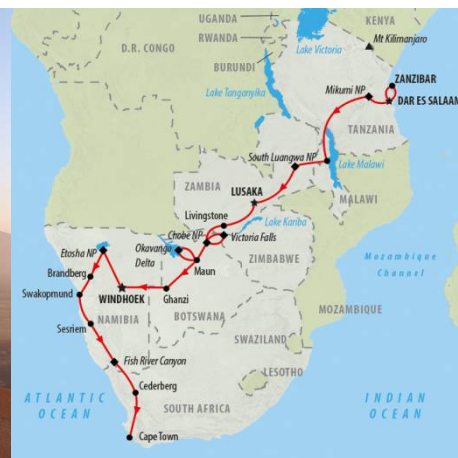 UGANDA
KENYA
D.R. CONGO
RWANDA
Lake Victoria
Mt Kilimanjaro
BURUNDI
ZANZIBAR
Mikumi NP
Lake Tanganyika
DAR ES SALAAM
TANZANIA
South Luangwa NP
Lake Malawi
ZAMBIA
LUSAKA
MALAWI
Livingstone
Lake Kariba
Chobe NP
Victoria Falls
Etosha NP
Okavango
Delta
Mozambique
Channel
Maun
ZIMBABWE
Brandberg
Swakopmund
WINDHOEK
Ghanzi
MOZAMBIQUE
BOTSWANA
NAMIBIA
Sesriem
SWAZILAND
Fish River Canyon
LESOTHO
Cederberg
ATLANTIC
OCEAN
SOUTH AFRICA
INDIAN
OCEAN
Cape Town